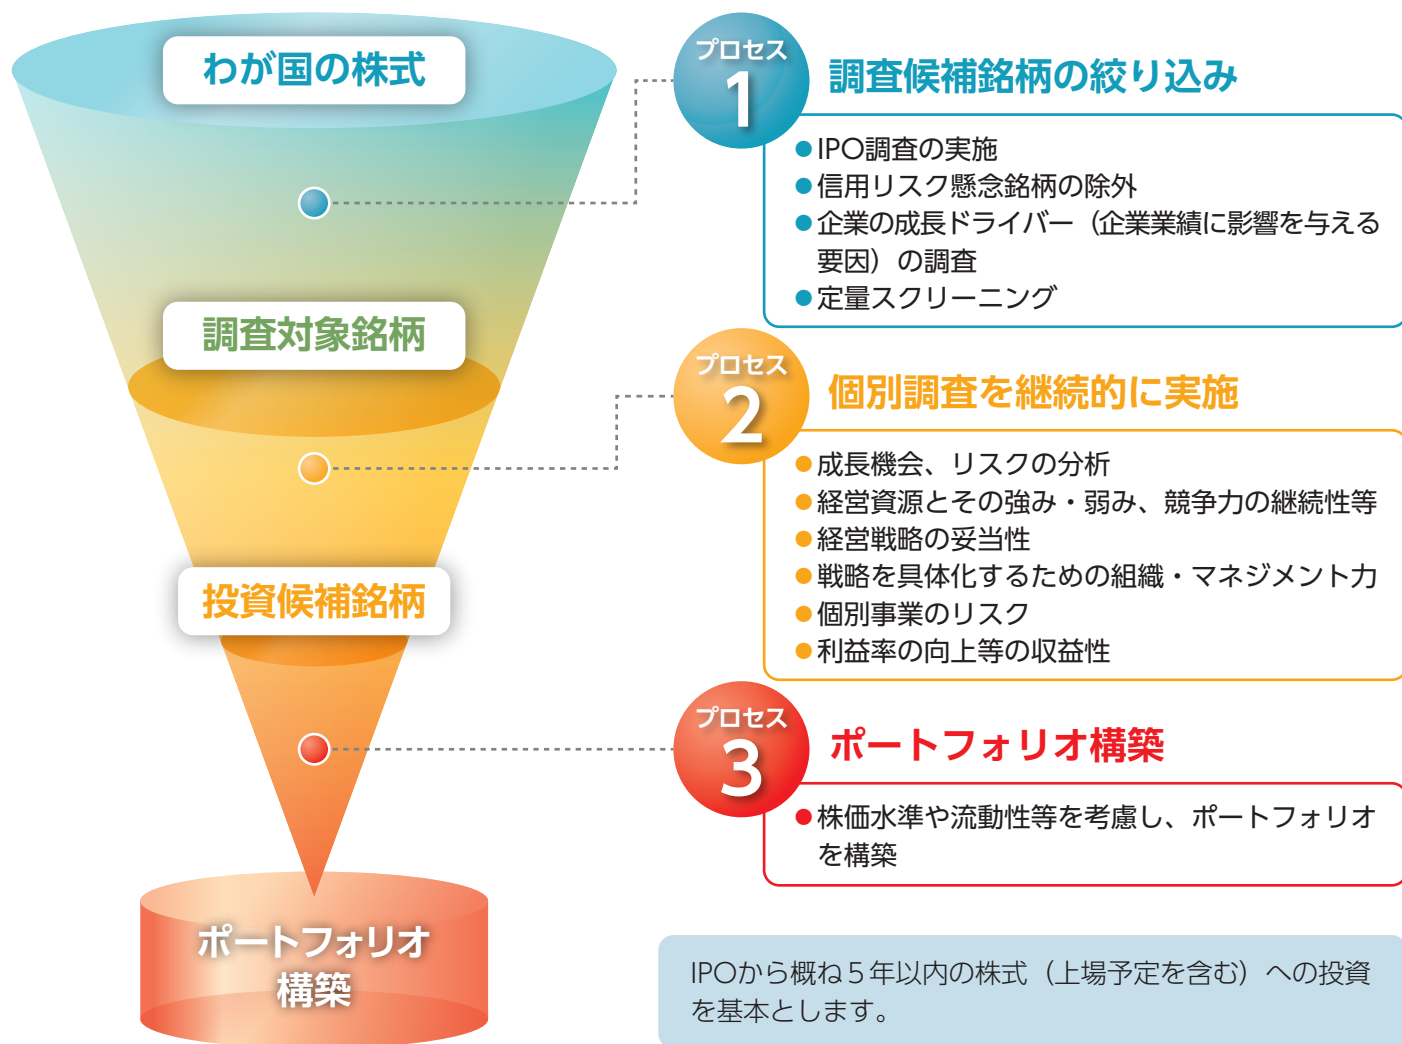 わが国の株式
調査対象銘柄
投資候補銘柄
ポートフォリオ
構築
プロセス
1
調査候補銘柄の絞り込み
●IPO調査の実施
●信用リスク懸念銘柄の除外
●企業の成長ドライバー（企業業績に影響を与える
要因）の調査
●定量スクリーニング
プロセス
2
個別調査を継続的に実施
●成長機会、リスクの分析
●経営資源とその強み・弱み、競争力の継続性等
●経営戦略の妥当性
●戦略を具体化するための組織・マネジメント力
●個別事業のリスク
●利益率の向上等の収益性
プロセス
3
ポートフォリオ構築
●株価水準や流動性等を考慮し、ポートフォリオ
を構築
IPOから概ね５年以内の株式（上場予定を含む）への投資
を基本とします。